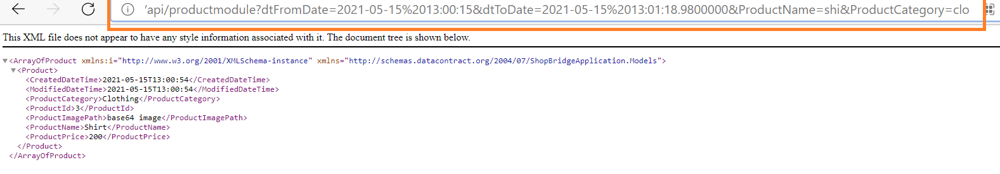 /api/productmodule?dtFromDate=2021-05-15%2013:00:15&dtToDate=2021-05-15%2013:01:18.9800000&ProductName=shi&ProductCategory=clo
This XML file does not appear to have any style information associated with it. The document tree is shown below.
<ArrayOfProduct xmlns:i="http://www.w3.org/2001/XMLSchema-instance" xmlns="http://schemas.datacontract.org/2004/07/ShopBridgeApplication.Models">
<Product>
<CreatedDateTime>2021-05-15T13:00:54</CreatedDateTime>
<ModifiedDateTime>2021-05-15T13:00:54</ModifiedDateTime>
<ProductCategory>Clothing</ProductCategory>
<ProductId>3</ProductId>
<ProductImagePath>base64 image</ProductImagePath>
<ProductName>Shirt</ProductName>
<ProductPrice>200</ProductPrice>
</Product>
</ArrayOfProduct>